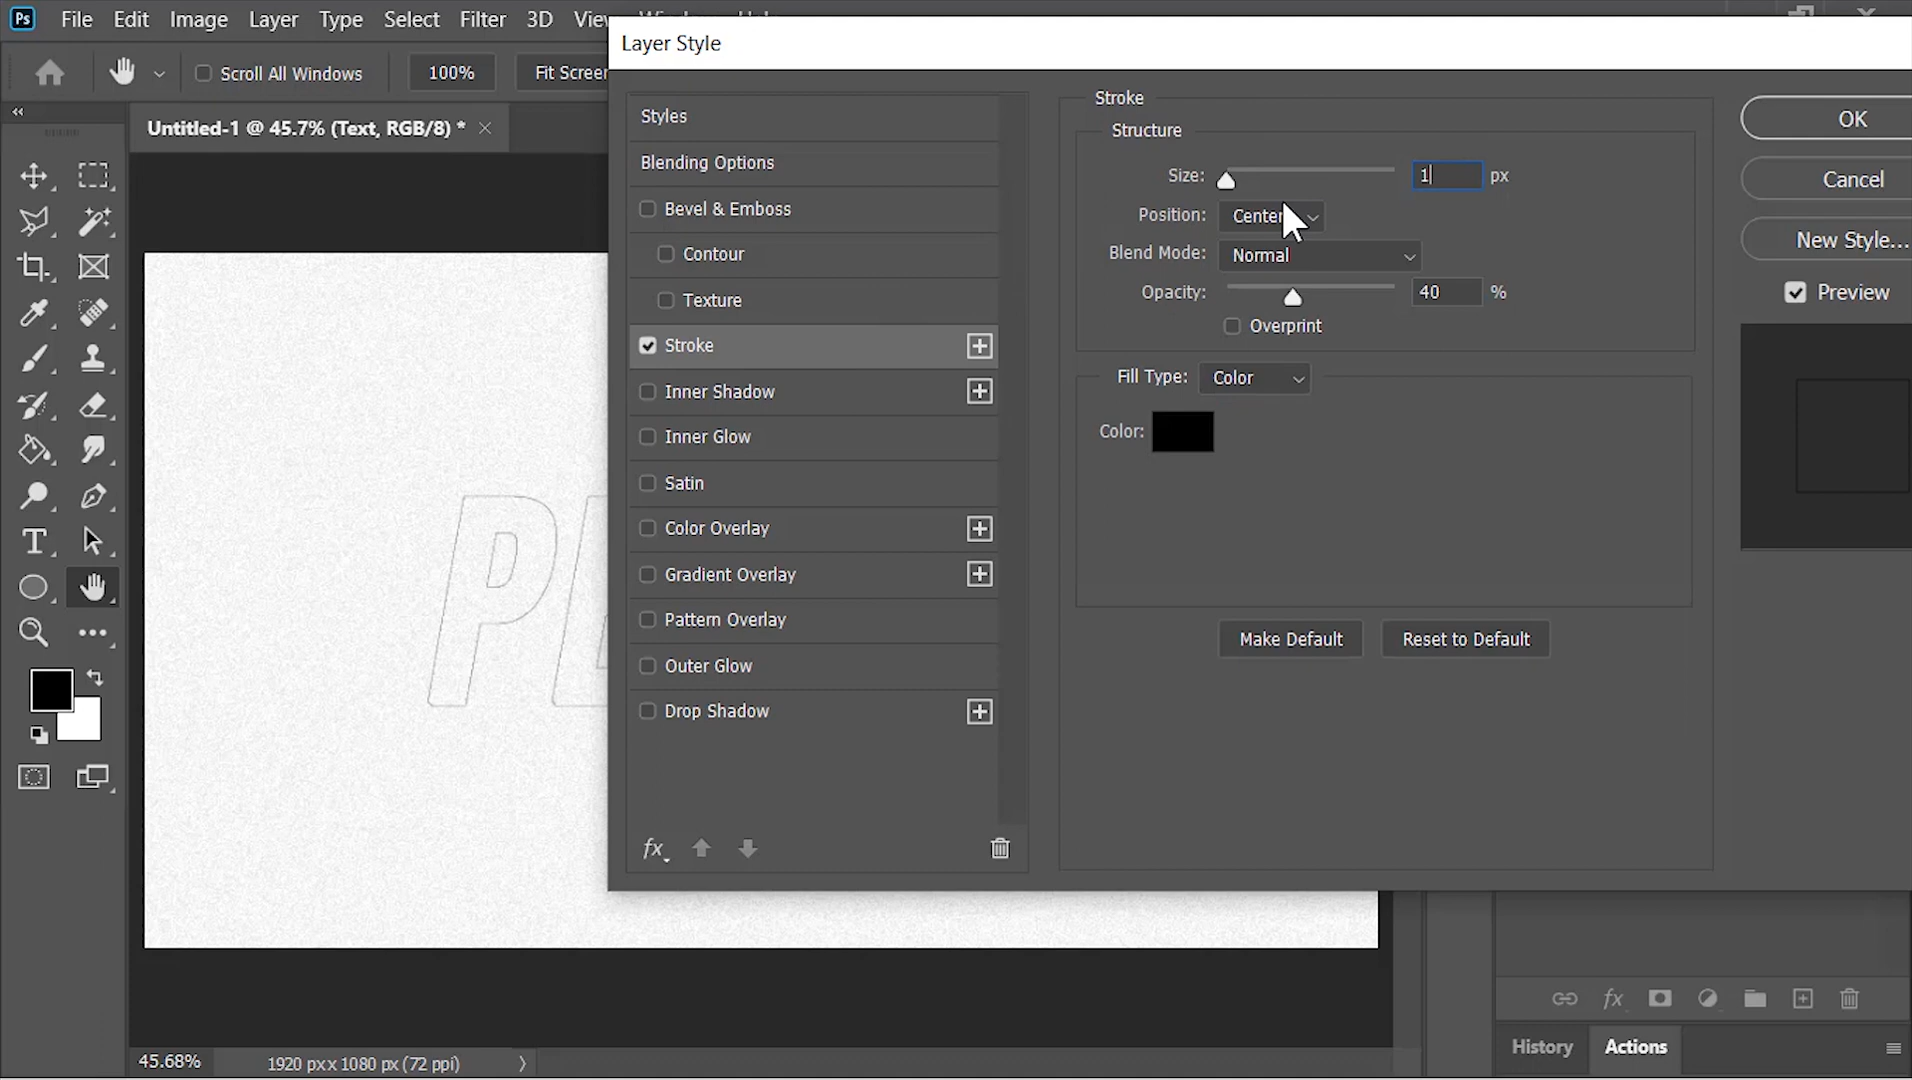 Ps File Edit Image Layer Type Select Filter 3D
Layer Style
Scroll All Windows 100% Fit Screen
Untitled-1 @ 45.7% (Text, RGB/8) *
Styles
Blending Options
Bevel & Emboss
Contour
Texture
Stroke
Inner Shadow
Inner Glow
Satin
Color Overlay
Gradient Overlay
Pattern Overlay
Outer Glow
Drop Shadow
fx
Stroke
Structure
Size: 1 px
Position: Center
Blend Mode: Normal
Opacity: 40 %
Overprint
Fill Type: Color
Color:
Make Default Reset to Default
OK
Cancel
New Style...
Preview
P
fx
History Actions
45.68% 1920 px x 1080 px (72 ppi)